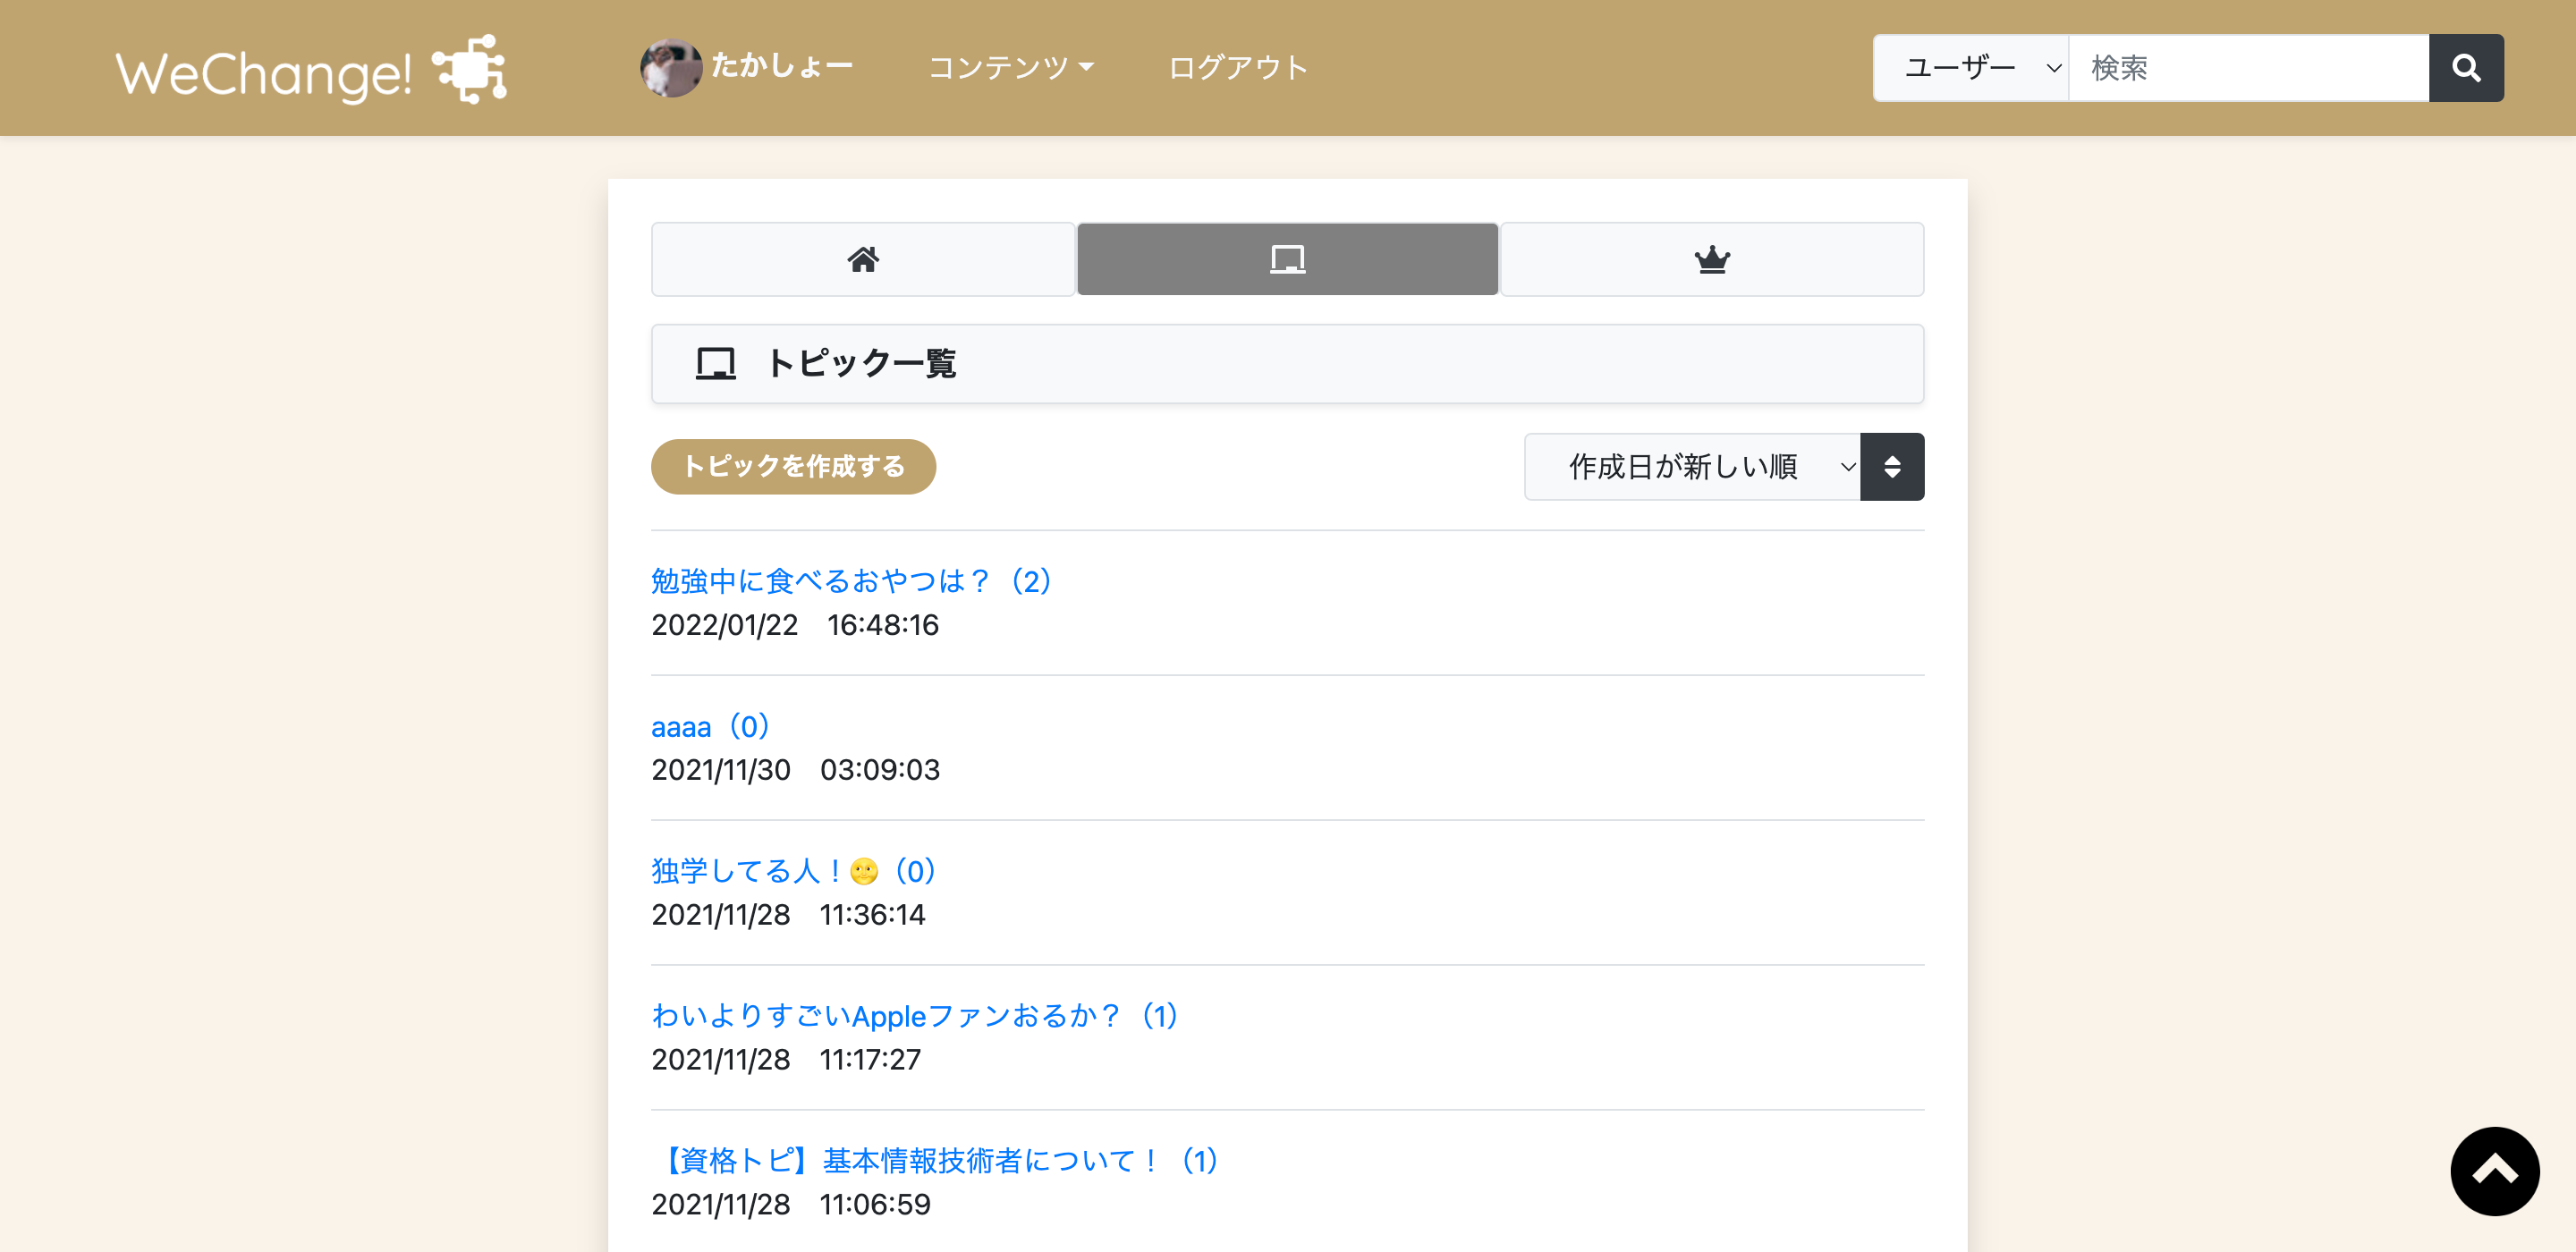 WeChange!
たかしょー
コンテンツ
ログアウト
ユーザー
検索
トピック一覧
トピックを作成する
作成日が新しい順
勉強中に食べるおやつは？（2）
2022/01/22　16:48:16
aaaa（0）
2021/11/30　03:09:03
独学してる人！🌝（0）
2021/11/28　11:36:14
わいよりすごいAppleファンおるか？（1）
2021/11/28　11:17:27
【資格トピ】基本情報技術者について！（1）
2021/11/28　11:06:59